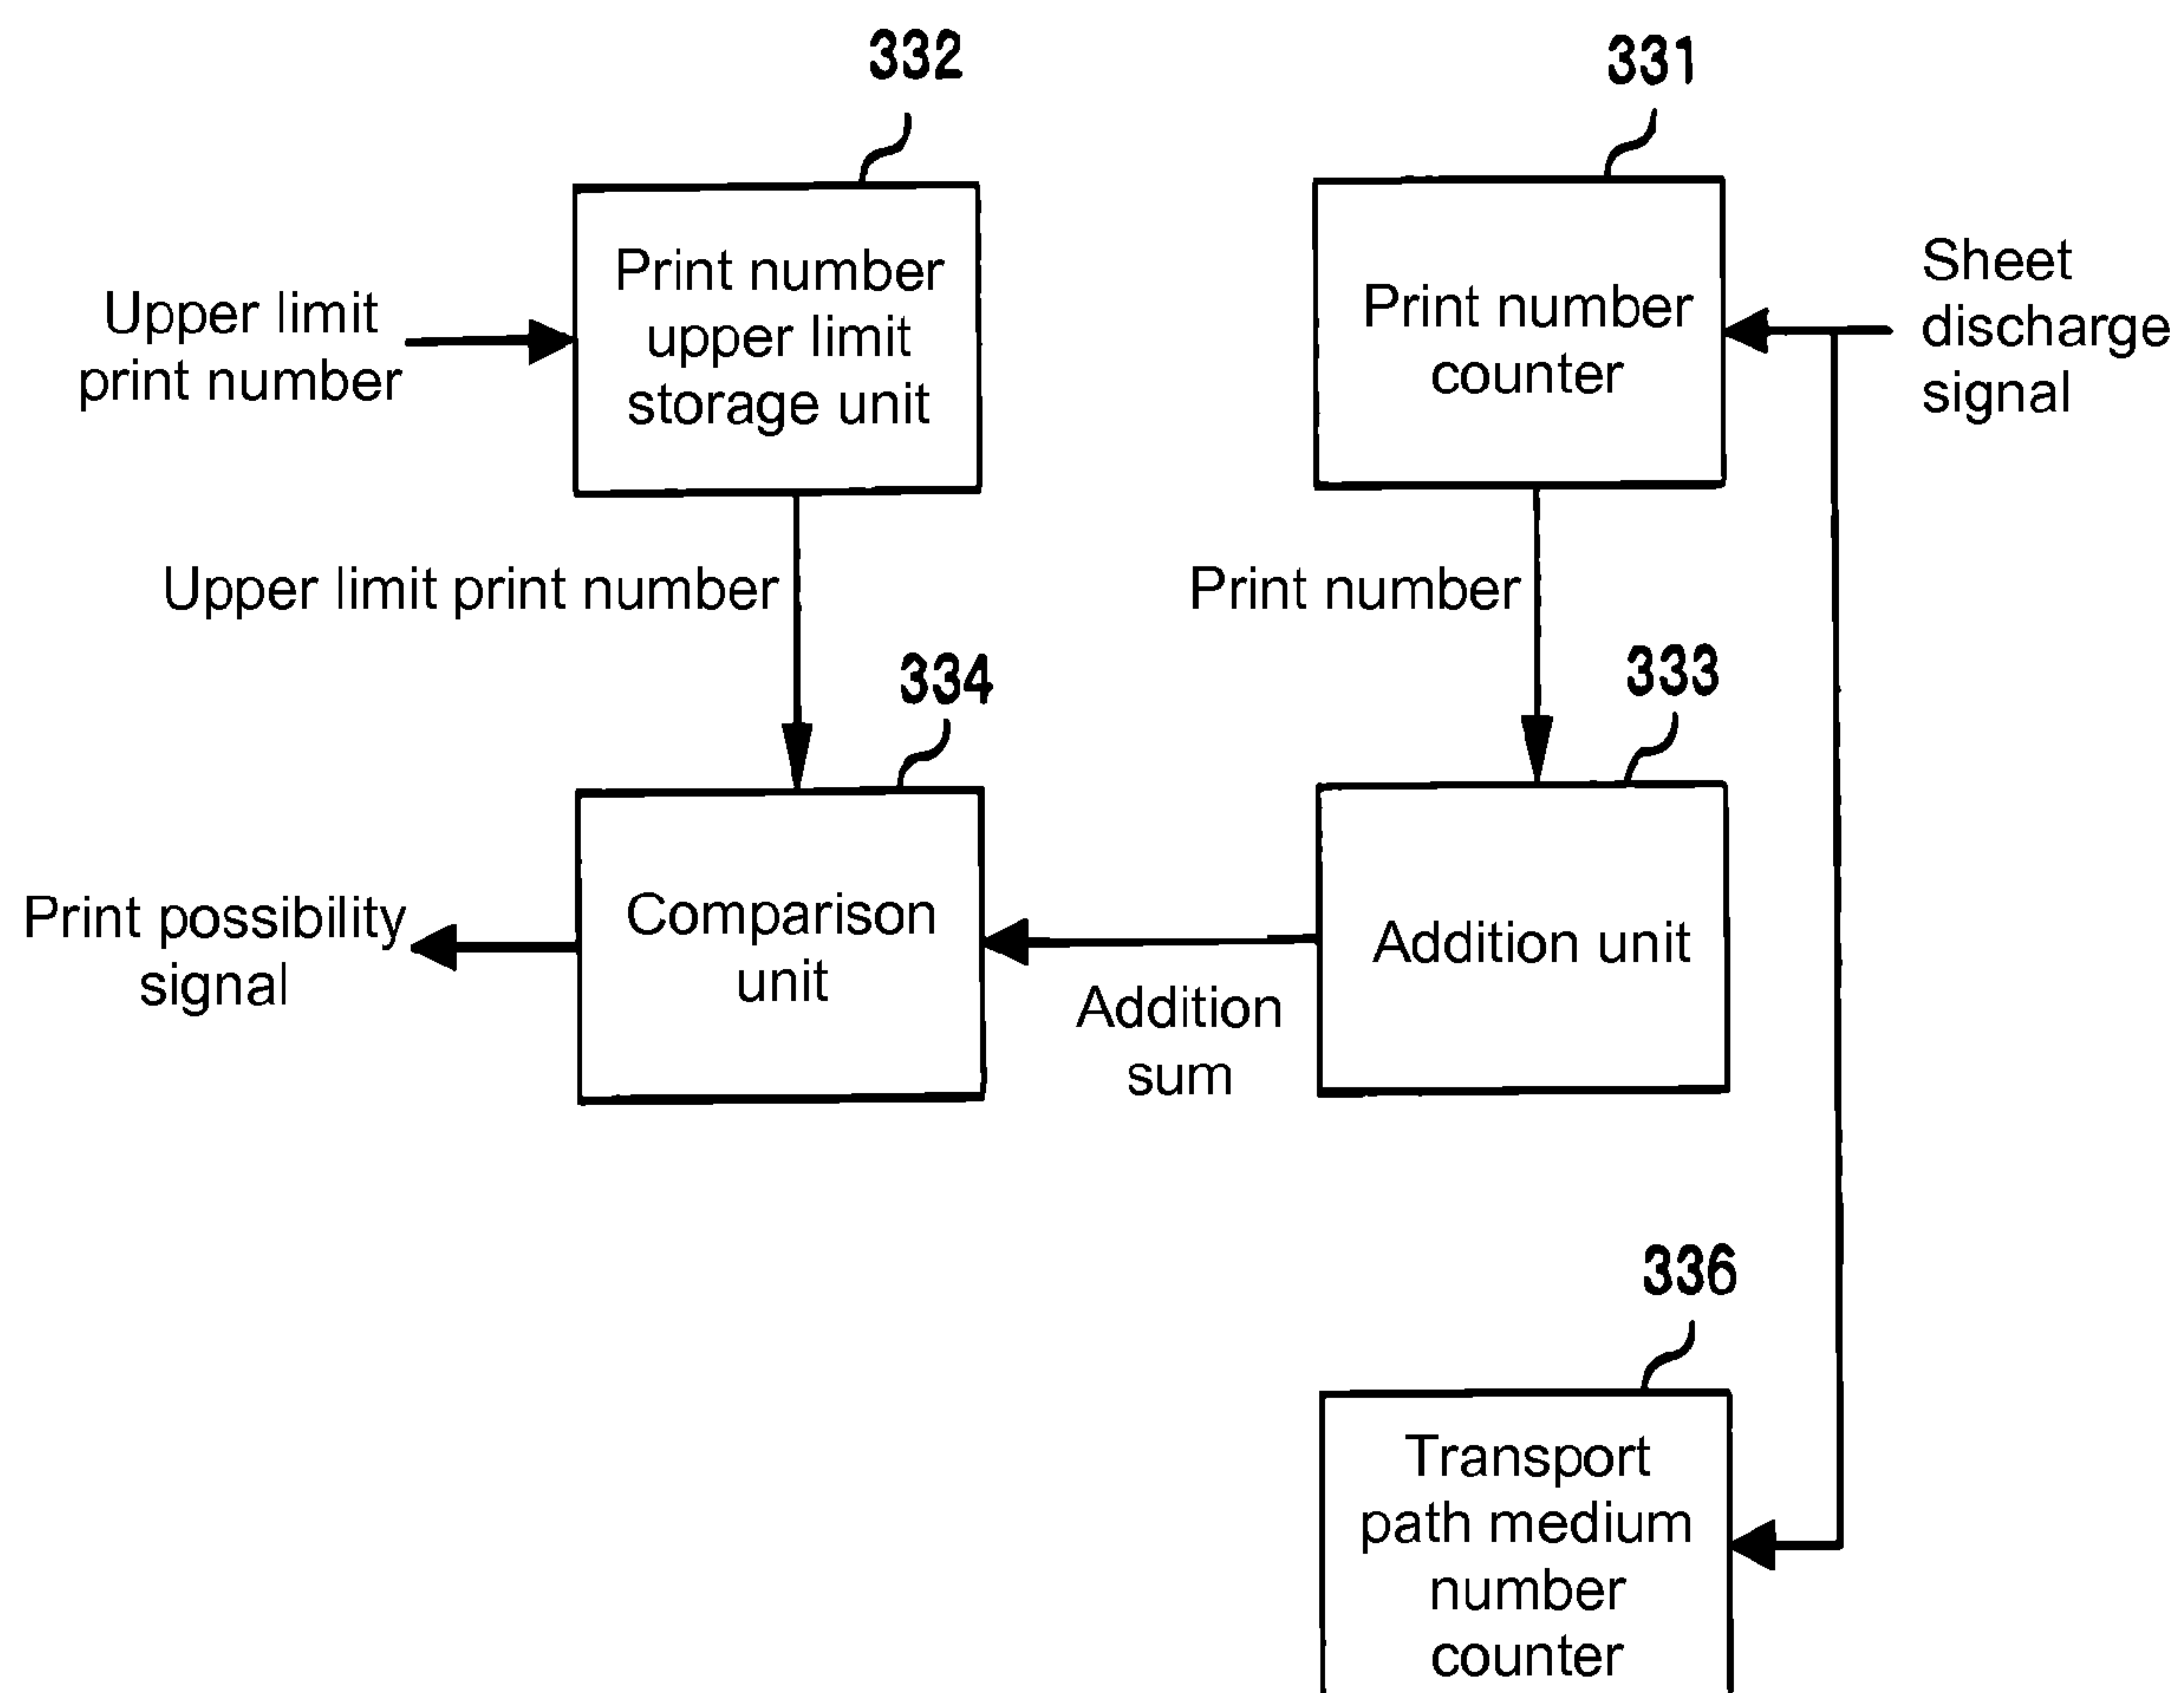 332
331
Upper limit
print number
Print number
upper limit
storage unit
Print number
counter
Sheet
discharge
signal
Upper limit print number
Print number
334
333
Print possibility
signal
Comparison
unit
Addition
sum
Addition unit
336
Transport
path medium
number
counter